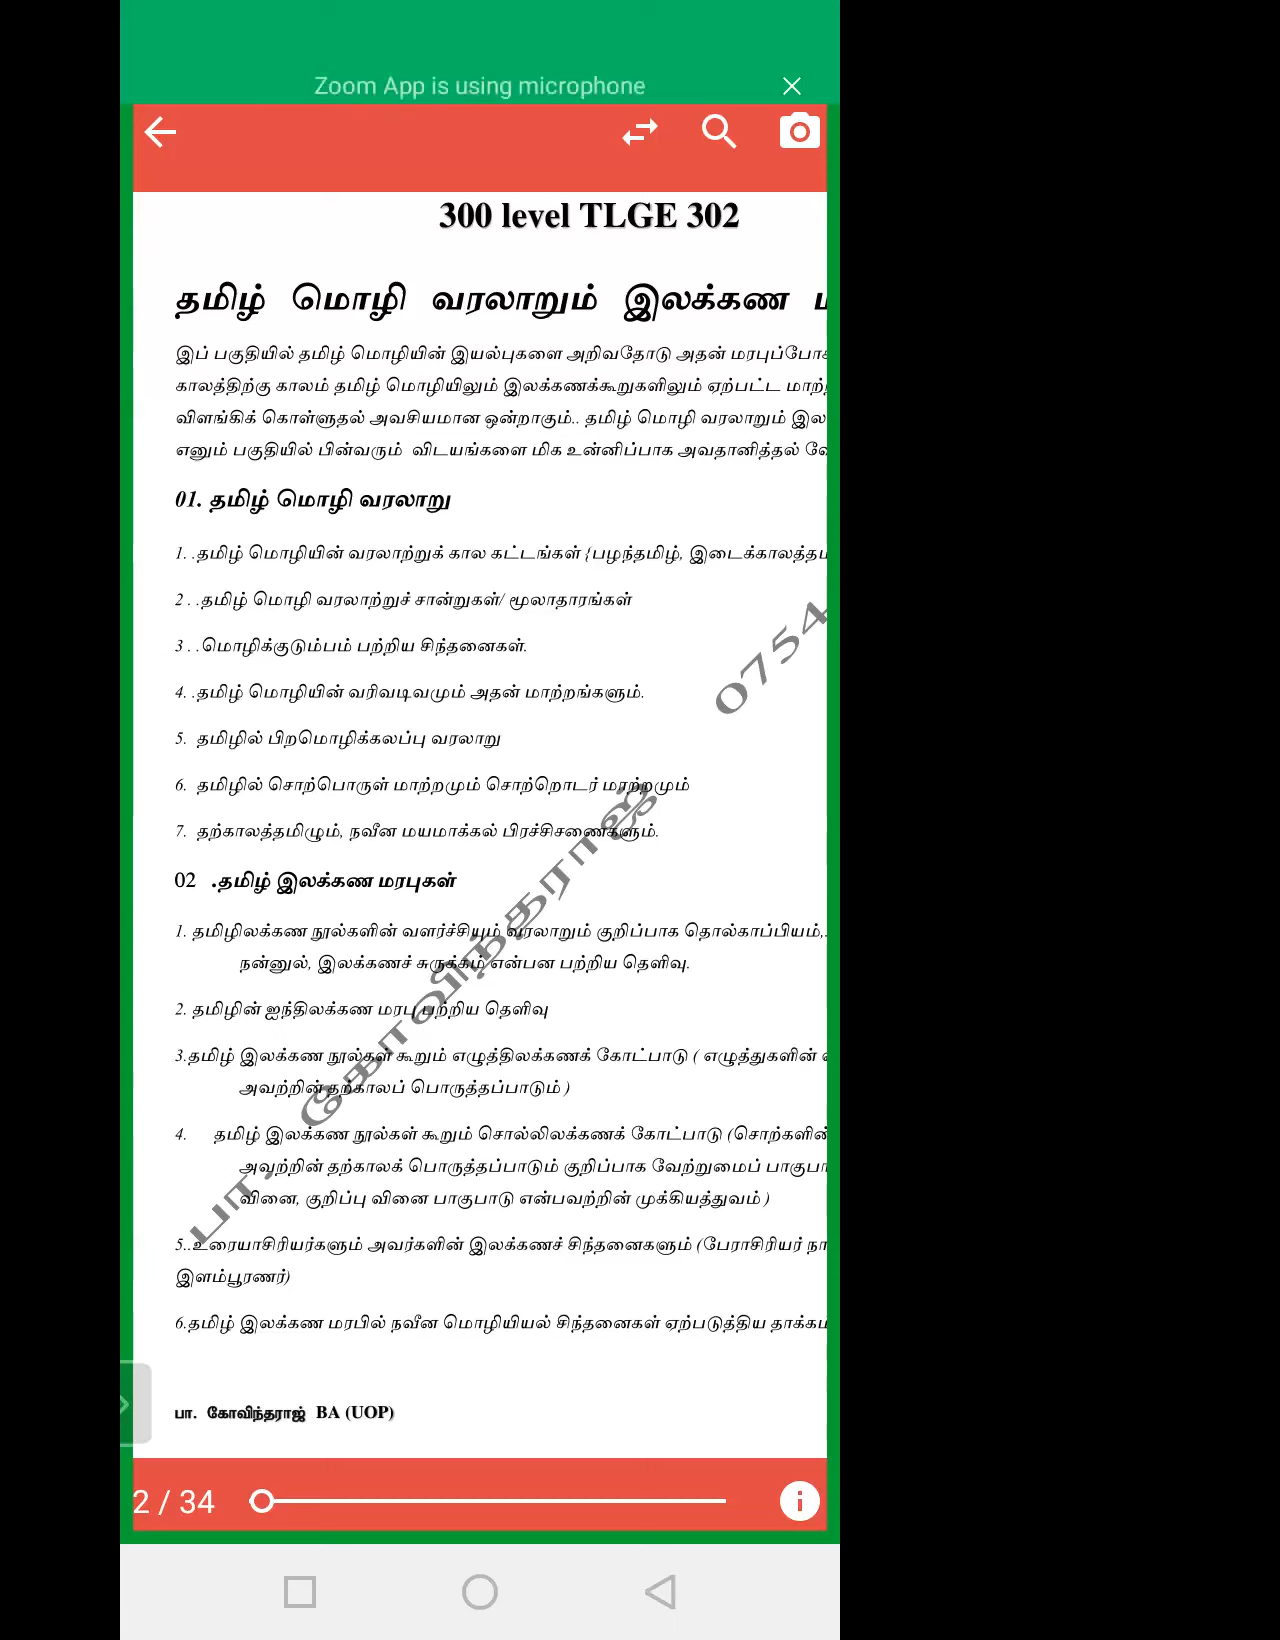 Zoom App is using microphone
300 level TLGE 302
தமிழ் மொழி வரலாறும் இலக்கண
இப் பகுதியில் தமிழ் மொழியின் இயல்புகளை அறிவதோடு அதன்
காலத்திற்கு காலம் தமிழ் மொழியிலும் இலக்கணக்கூறுகளிலும் ஏற்பட்ட
விளங்கிக் கொள்ளுதல் அவசியமான ஒன்றாகும்.. தமிழ் மொழி வரலாறும்
எனும் பகுதியில் பின்வரும் விடயங்களை மிக உன்னிப்பாக அவதானித்தல்
01. தமிழ் மொழி வரலாறு
1. .தமிழ் மொழியின் வரலாற்றுக் கால கட்டங்கள் {பழந்தமிழ்,
2 . .தமிழ் மொழி வரலாற்றுச் சான்றுகள்/ மூலாதாரங்கள்
3 . .மொழிக்குடும்பம் பற்றிய சிந்தனைகள்.
4. .தமிழ் மொழியின் வரிவடிவமும் அதன் மாற்றங்களும்.
5. தமிழில் பிறமொழிக்கலப்பு வரலாறு
6. தமிழில் சொற்பொருள் மாற்றமும் சொற்றொடர் மாற்றமும்
7. தற்காலத்தமிழும், நவீன மயமாக்கல் பிரச்சிசணைகளும்.
02 .தமிழ் இலக்கண மரபுகள்
1. தமிழிலக்கண நூல்களின் வளர்ச்சியும் வரலாறும் குறிப்பாக தொல்காப்பியம்,.
நன்னுல், இலக்கணச் சுருக்கம் என்பன பற்றிய தெளிவு.
2. தமிழின் ஐந்திலக்கண மரபு பற்றிய தெளிவு
3.தமிழ் இலக்கண நூல்கள் கூறும் எழுத்திலக்கணக் கோட்பாடு ( எழுத்துகளின்
அவற்றின் தற்காலப் பொருத்தப்பாடும் )
4. தமிழ் இலக்கண நூல்கள் கூறும் சொல்லிலக்கணக் கோட்பாடு (சொற்களின்
அவற்றின் தற்காலக் பொருத்தப்பாடும் குறிப்பாக வேற்றுமைப்
வினை, குறிப்பு வினை பாகுபாடு என்பவற்றின் முக்கியத்துவம் )
5..உரையாசிரியர்களும் அவர்களின் இலக்கணச் சிந்தனைகளும் (பேராசிரியர்
இளம்பூரணர்)
6.தமிழ் இலக்கண மரபில் நவீன மொழியியல் சிந்தனைகள் ஏற்படுத்திய
பா. கோவிந்தராஜ் 0754
பா. கோவிந்தராஜ் BA (UOP)
2 / 34